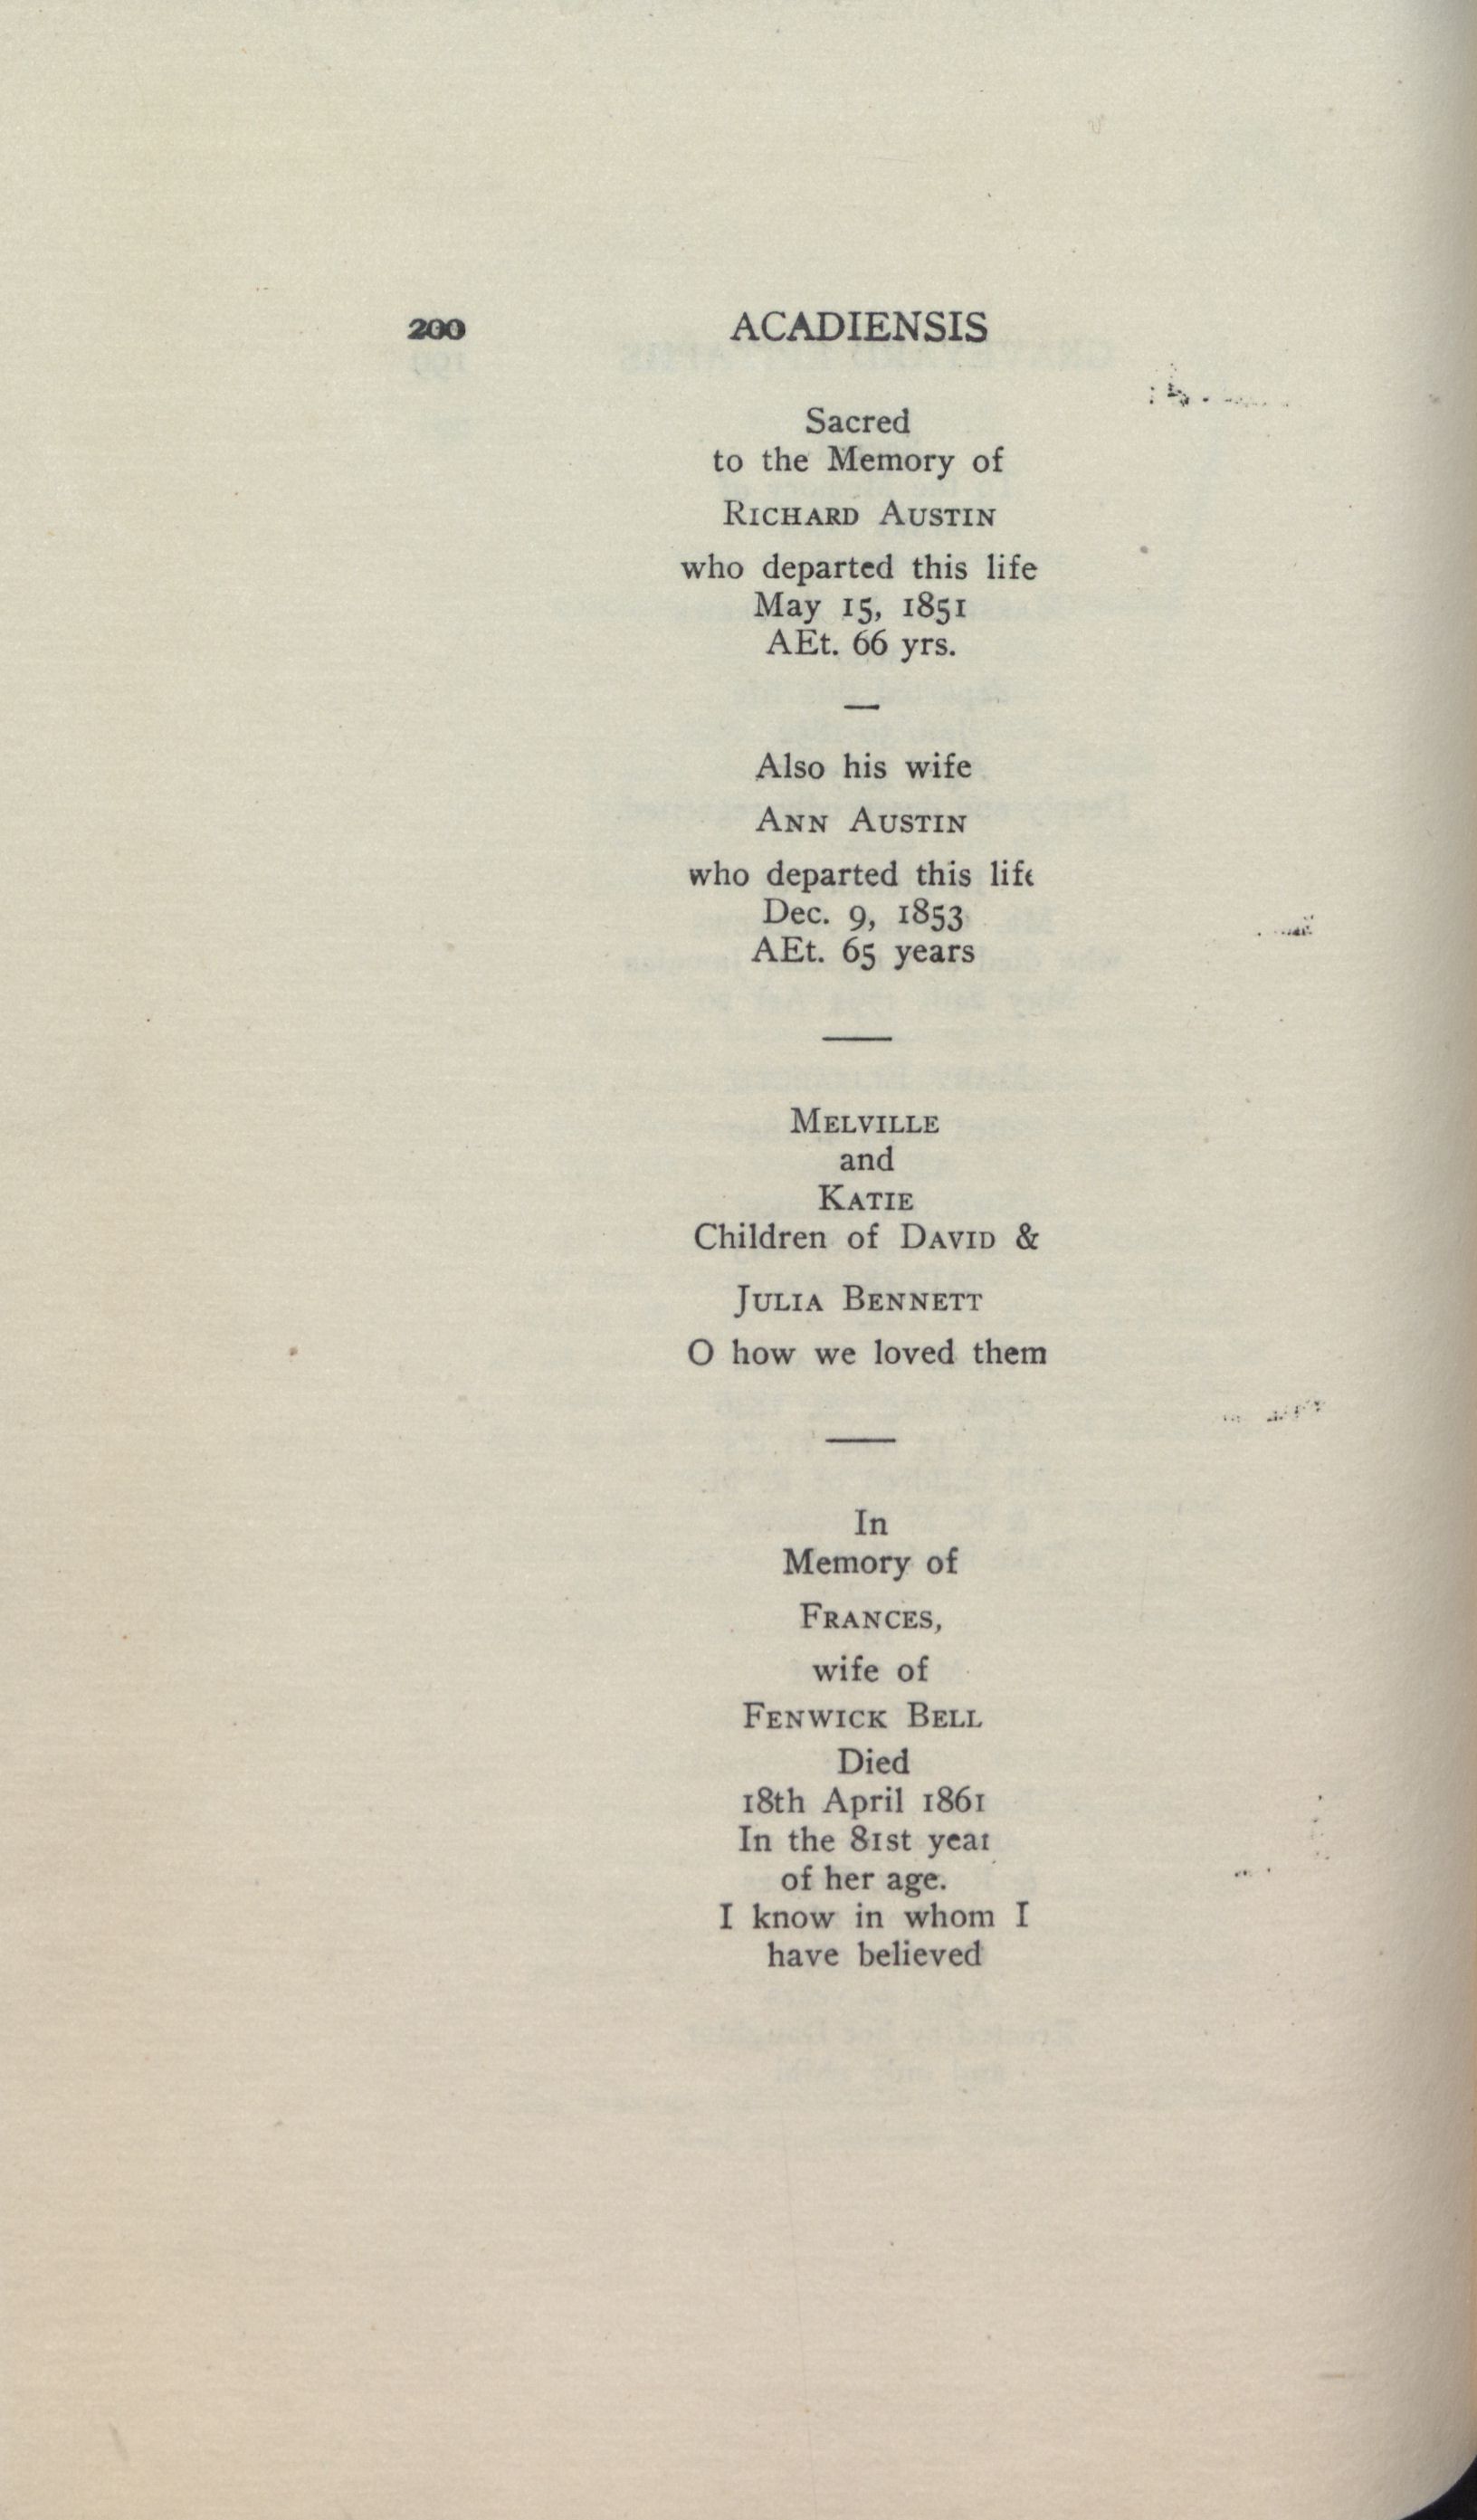 200 ACADIENSIS
Sacred
to the Memory of
RICHARD AUSTIN
who departed this life
May 15, 1851
AEt. 66 yrs.
—
Also his wife
ANN AUSTIN
who departed this life
Dec. 9, 1853
AEt. 65 years
MELVILLE
and
KATIE
Children of DAVID &
JULIA BENNETT
O how we loved them
In
Memory of
FRANCES,
wife of
FENWICK BELL
Died
18th April 1861
In the 81st year
of her age.
I know in whom I
have believed